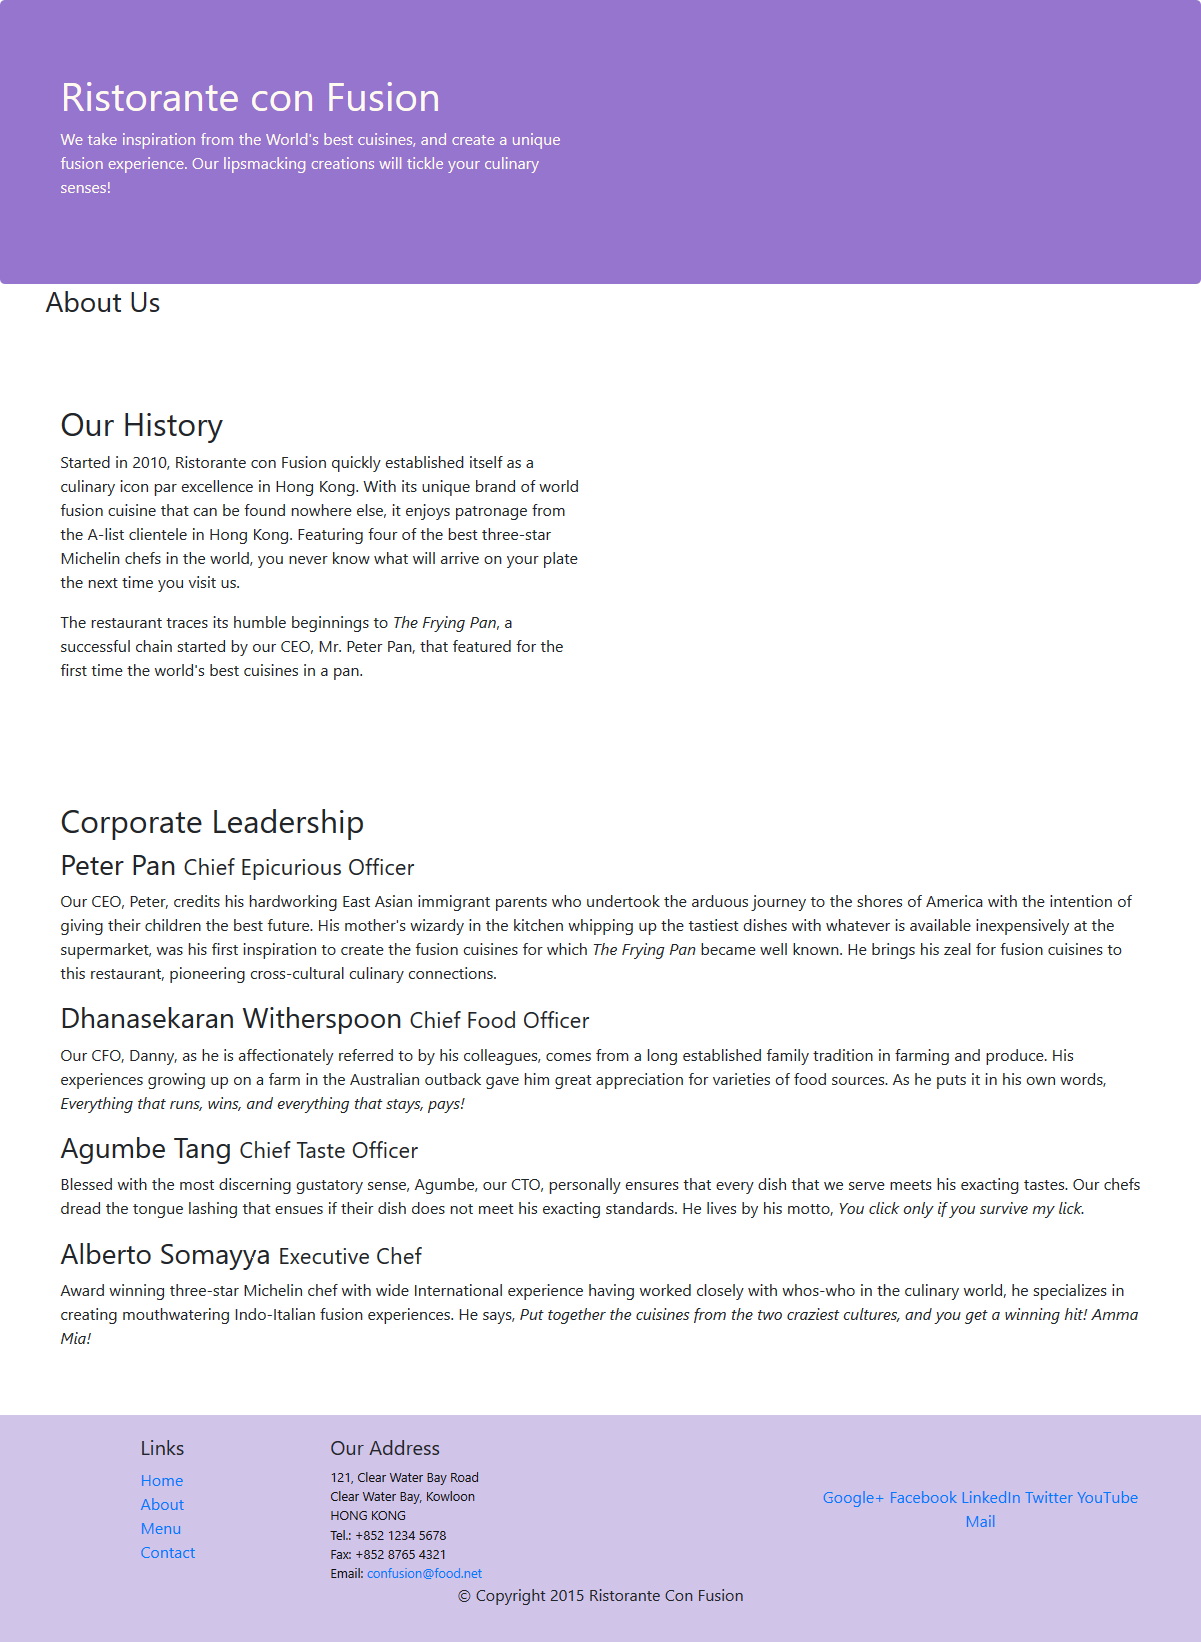 Ristorante con Fusion
We take inspiration from the World's best cuisines, and create a unique
fusion experience. Our lipsmacking creations will tickle your culinary
senses!
About Us
Our History
Started in 2010, Ristorante con Fusion quickly established itself as a
culinary icon par excellence in Hong Kong. With its unique brand of world
fusion cuisine that can be found nowhere else, it enjoys patronage from
the A-list clientele in Hong Kong. Featuring four of the best three-star
Michelin chefs in the world, you never know what will arrive on your plate
the next time you visit us.
The restaurant traces its humble beginnings to The Frying Pan, a
successful chain started by our CEO, Mr. Peter Pan, that featured for the
first time the world's best cuisines in a pan.
Corporate Leadership
Peter Pan Chief Epicurious Officer
Our CEO, Peter, credits his hardworking East Asian immigrant parents who undertook the arduous journey to the shores of America with the intention of
giving their children the best future. His mother's wizardy in the kitchen whipping up the tastiest dishes with whatever is available inexpensively at the
supermarket, was his first inspiration to create the fusion cuisines for which The Frying Pan became well known. He brings his zeal for fusion cuisines to
this restaurant, pioneering cross-cultural culinary connections.
Dhanasekaran Witherspoon Chief Food Officer
Our CFO, Danny, as he is affectionately referred to by his colleagues, comes from a long established family tradition in farming and produce. His
experiences growing up on a farm in the Australian outback gave him great appreciation for varieties of food sources. As he puts it in his own words,
Everything that runs, wins, and everything that stays, pays!
Agumbe Tang Chief Taste Officer
Blessed with the most discerning gustatory sense, Agumbe, our CTO, personally ensures that every dish that we serve meets his exacting tastes. Our chefs
dread the tongue lashing that ensues if their dish does not meet his exacting standards. He lives by his motto, You click only if you survive my lick.
Alberto Somayya Executive Chef
Award winning three-star Michelin chef with wide International experience having worked closely with whos-who in the culinary world, he specializes in
creating mouthwatering Indo-Italian fusion experiences. He says, Put together the cuisines from the two craziest cultures, and you get a winning hit! Amma
Mia!
Links
Home
About
Menu
Contact
Our Address
121, Clear Water Bay Road
Clear Water Bay, Kowloon
HONG KONG
Tel.: +852 1234 5678
Fax: +852 8765 4321
Email: confusion@food.net
Google+ Facebook LinkedIn Twitter YouTube
Mail
© Copyright 2015 Ristorante Con Fusion